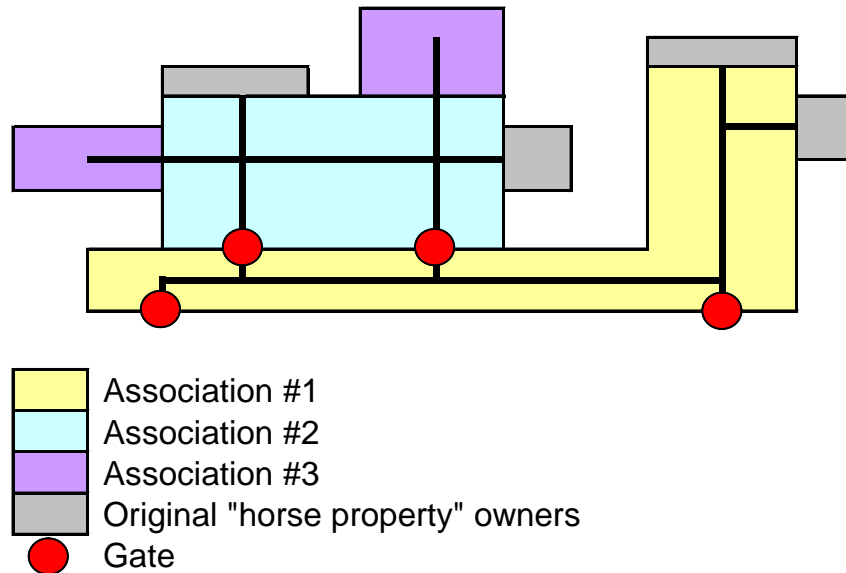 Association #1
Association #2
Association #3
Original "horse property" owners
Gate